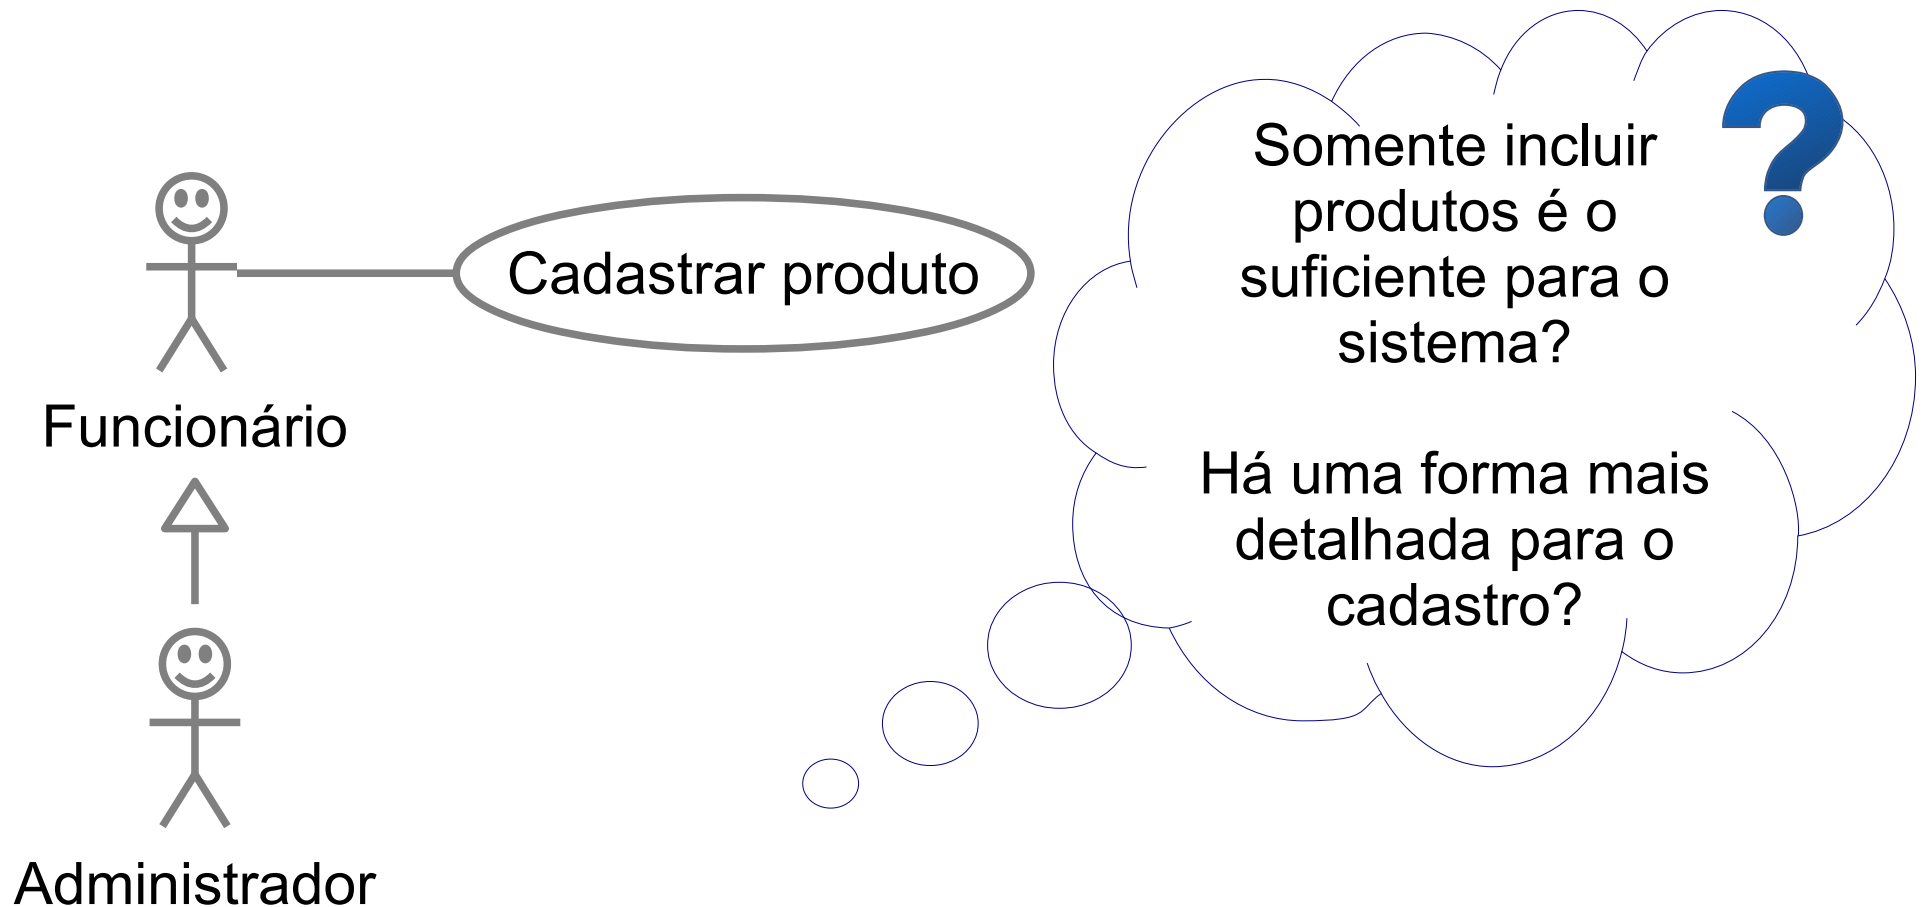 Cadastrar produto
Funcionário
Administrador
Somente incluir
produtos é o
suficiente para o
sistema?
Há uma forma mais
detalhada para o
cadastro?
?